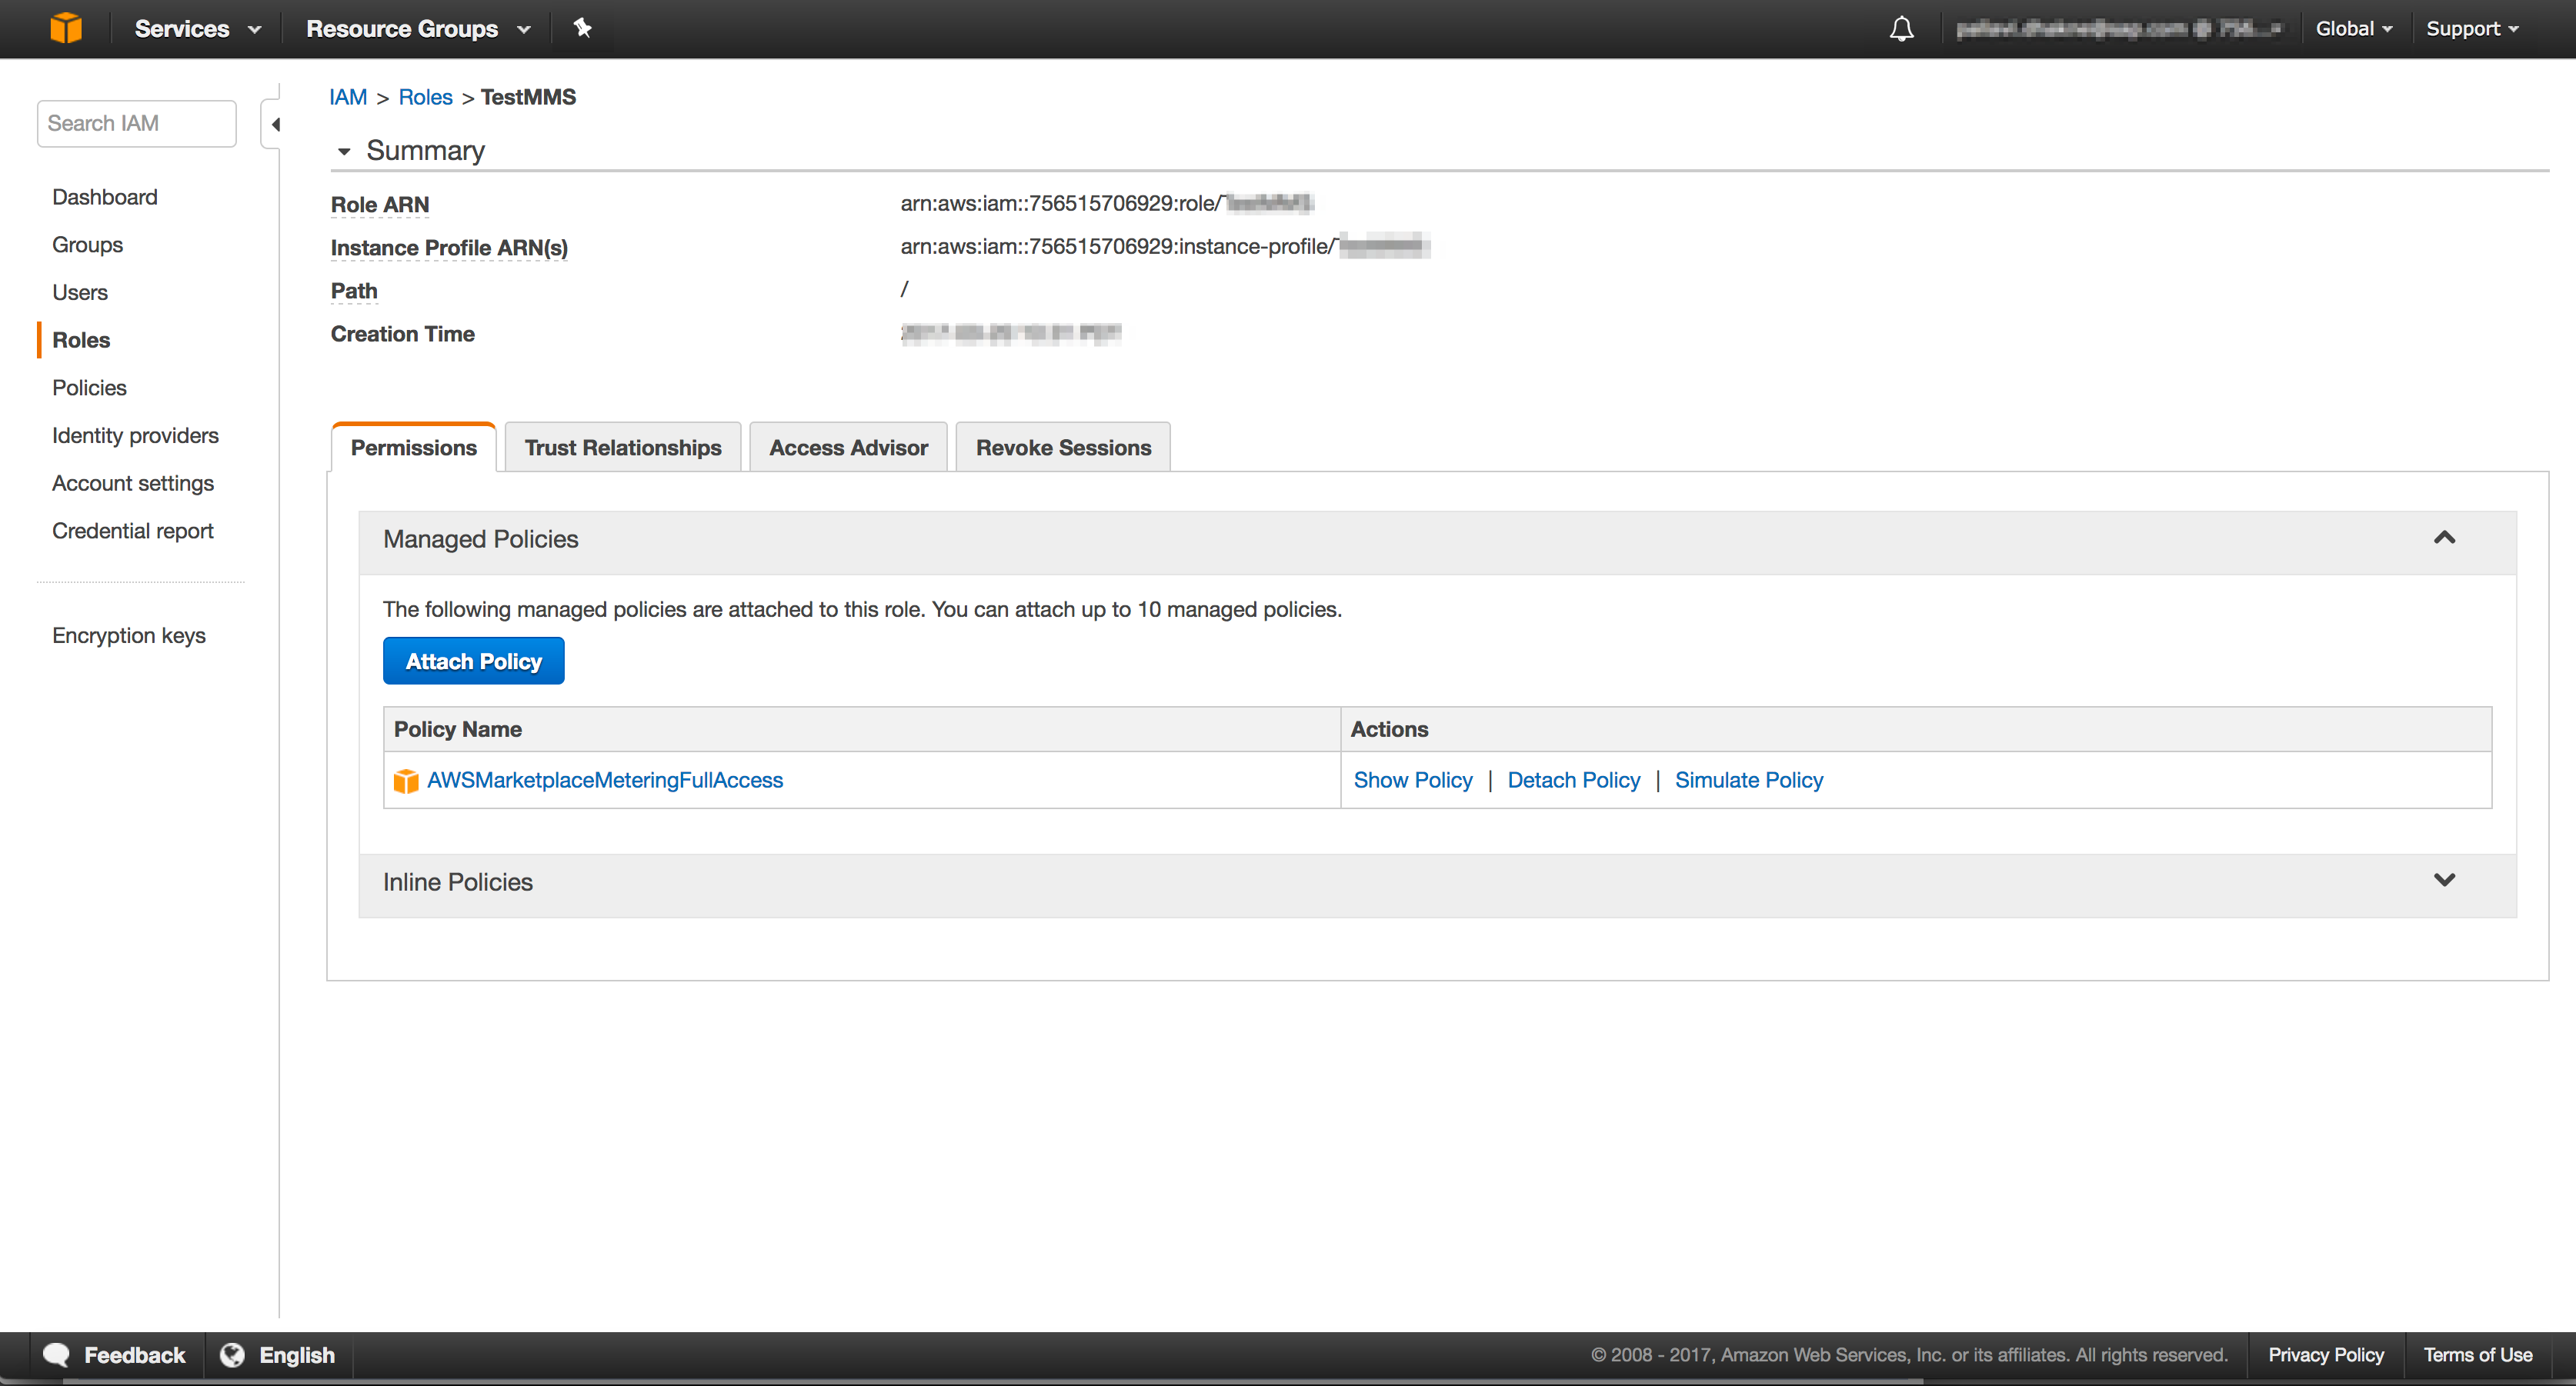 Services Resource Groups Global Support
Search IAM
Dashboard
Groups
Users
Roles
Policies
Identity providers
Account settings
Credential report
Encryption keys
IAM > Roles > TestMMS
Summary
Role ARN arn:aws:iam::756515706929:role/
Instance Profile ARN(s) arn:aws:iam::756515706929:instance-profile/
Path /
Creation Time
Permissions Trust Relationships Access Advisor Revoke Sessions
Managed Policies
The following managed policies are attached to this role. You can attach up to 10 managed policies.
Attach Policy
Policy Name Actions
AWSMarketplaceMeteringFullAccess Show Policy | Detach Policy | Simulate Policy
Inline Policies
Feedback English © 2008 - 2017, Amazon Web Services, Inc. or its affiliates. All rights reserved. Privacy Policy Terms of Use